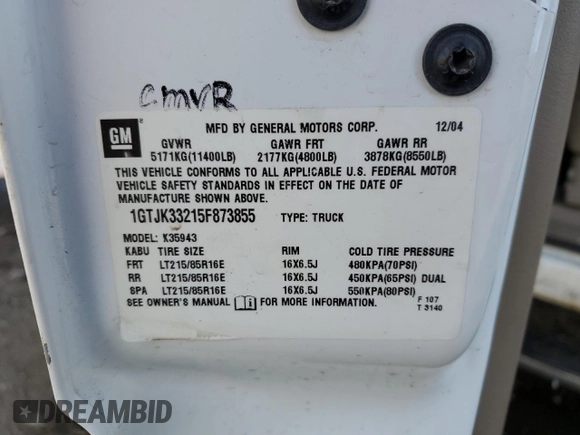 CMVR
GM
MFD BY GENERAL MOTORS CORP. 12/04
GVWR GAWR FRT GAWR RR
5171KG(11400LB) 2177KG(4800LB) 3878KG(8550LB)
THIS VEHICLE CONFORMS TO ALL APPLICABLE U.S. FEDERAL MOTOR
VEHICLE SAFETY STANDARDS IN EFFECT ON THE DATE OF
MANUFACTURE SHOWN ABOVE.
1GTJK33215F873855 TYPE: TRUCK
MODEL: K35943
KABU TIRE SIZE RIM COLD TIRE PRESSURE
FRT LT215/85R16E 16X6.5J 480KPA(70PSI)
RR LT215/85R16E 16X6.5J 450KPA(65PSI) DUAL
SPA LT215/85R16E 16X6.5J 550KPA(80PSI)
SEE OWNER'S MANUAL FOR MORE INFORMATION. F 107
T 3140
DREAMBID